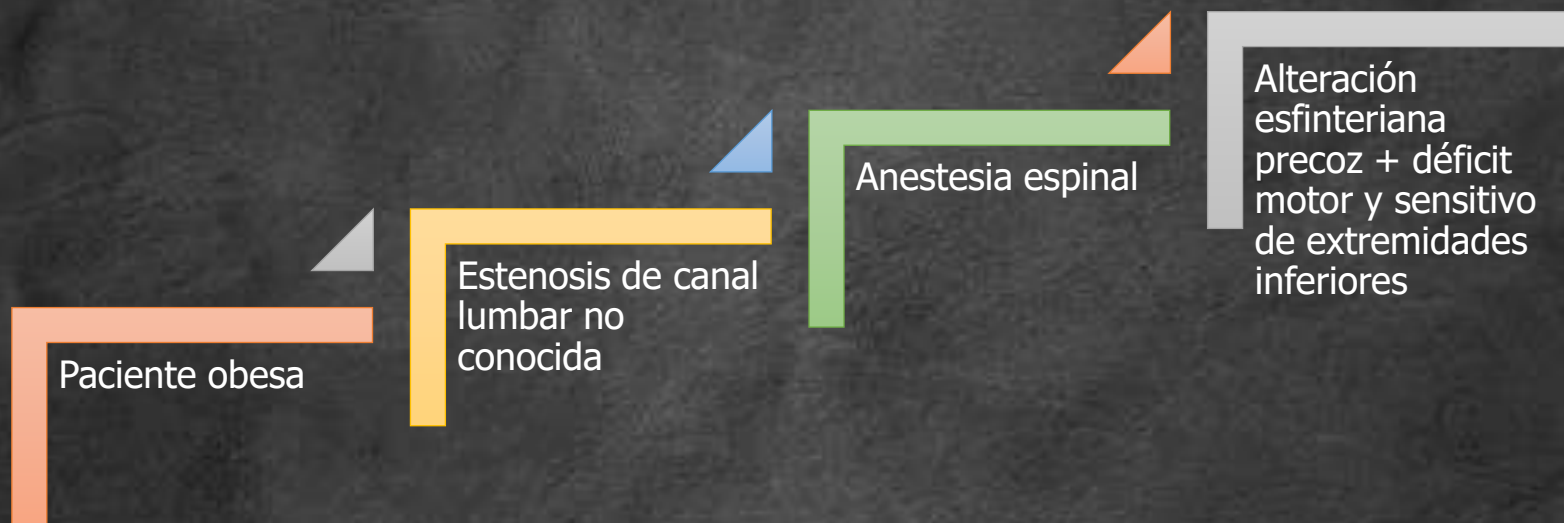 Paciente obesa
Estenosis de canal
lumbar no
conocida
Anestesia espinal
Alteración
esfinteriana
precoz + déficit
motor y sensitivo
de extremidades
inferiores